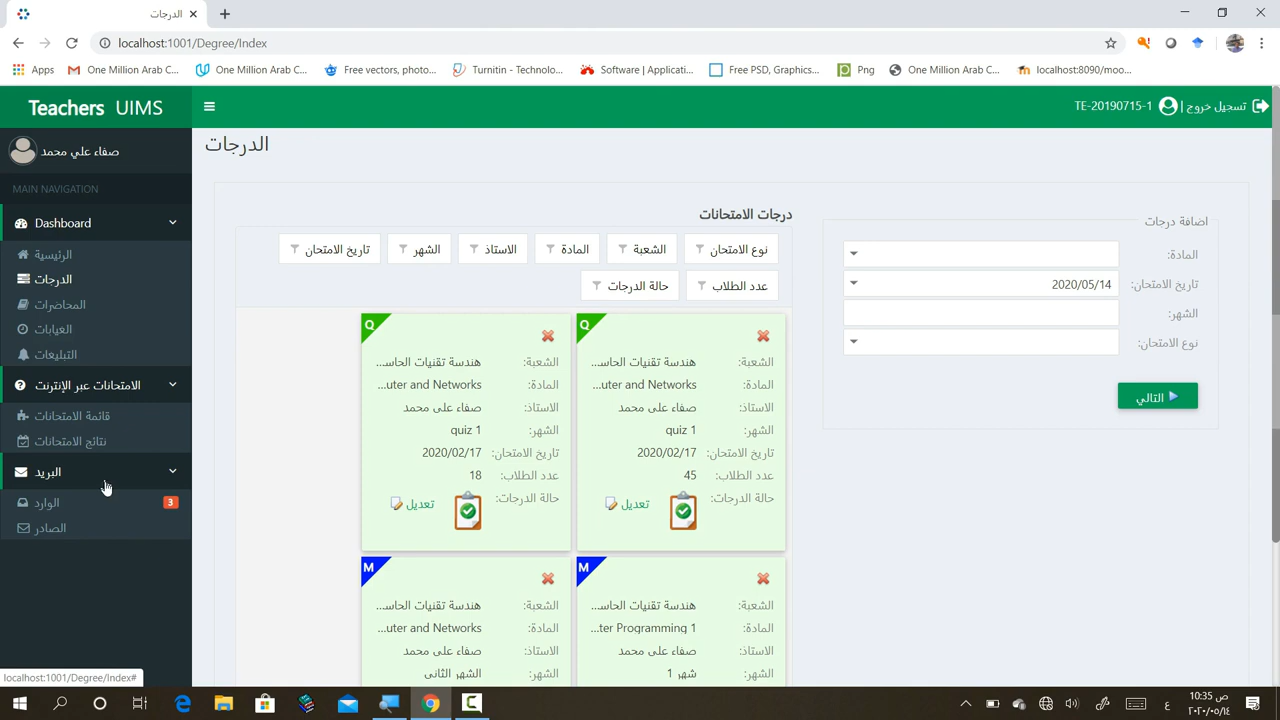 الدرجات
localhost:1001/Degree/Index
Apps
One Million Arab C...
One Million Arab C...
Free vectors, photo...
Turnitin - Technolo...
Software | Applicati...
Free PSD, Graphics...
Png
One Million Arab C...
localhost:8090/moo...
Teachers UIMS
TE-20190715-1
تسجيل خروج |
صفاء علي محمد
MAIN NAVIGATION
Dashboard
الرئيسية
الدرجات
المحاضرات
الغيابات
التبليغات
الامتحانات عبر الإنترنت
قائمة الامتحانات
نتائج الامتحانات
البريد
الوارد
3
الصادر
الدرجات
اضافة درجات
المادة:
تاريخ الامتحان:
2020/05/14
الشهر:
نوع الامتحان:
التالي
درجات الامتحانات
نوع الامتحان
الشعبة
المادة
الاستاذ
الشهر
تاريخ الامتحان
عدد الطلاب
حالة الدرجات
Q
الشعبة: هندسة تقنيات الحاس...
المادة: ...uter and Networks
الاستاذ: صفاء علي محمد
الشهر: quiz 1
تاريخ الامتحان: 2020/02/17
عدد الطلاب: 45
حالة الدرجات:
تعديل
Q
الشعبة: هندسة تقنيات الحاس...
المادة: ...uter and Networks
الاستاذ: صفاء علي محمد
الشهر: quiz 1
تاريخ الامتحان: 2020/02/17
عدد الطلاب: 18
حالة الدرجات:
تعديل
M
الشعبة: هندسة تقنيات الحاس...
المادة: ...ter Programming 1
الاستاذ: صفاء علي محمد
الشهر: شهر 1
M
الشعبة: هندسة تقنيات الحاس...
المادة: ...uter and Networks
الاستاذ: صفاء علي محمد
الشهر: الشهر الثاني
localhost:1001/Degree/Index#
ع
10:35 ص
٢٠٢٠/٠٥/١٤